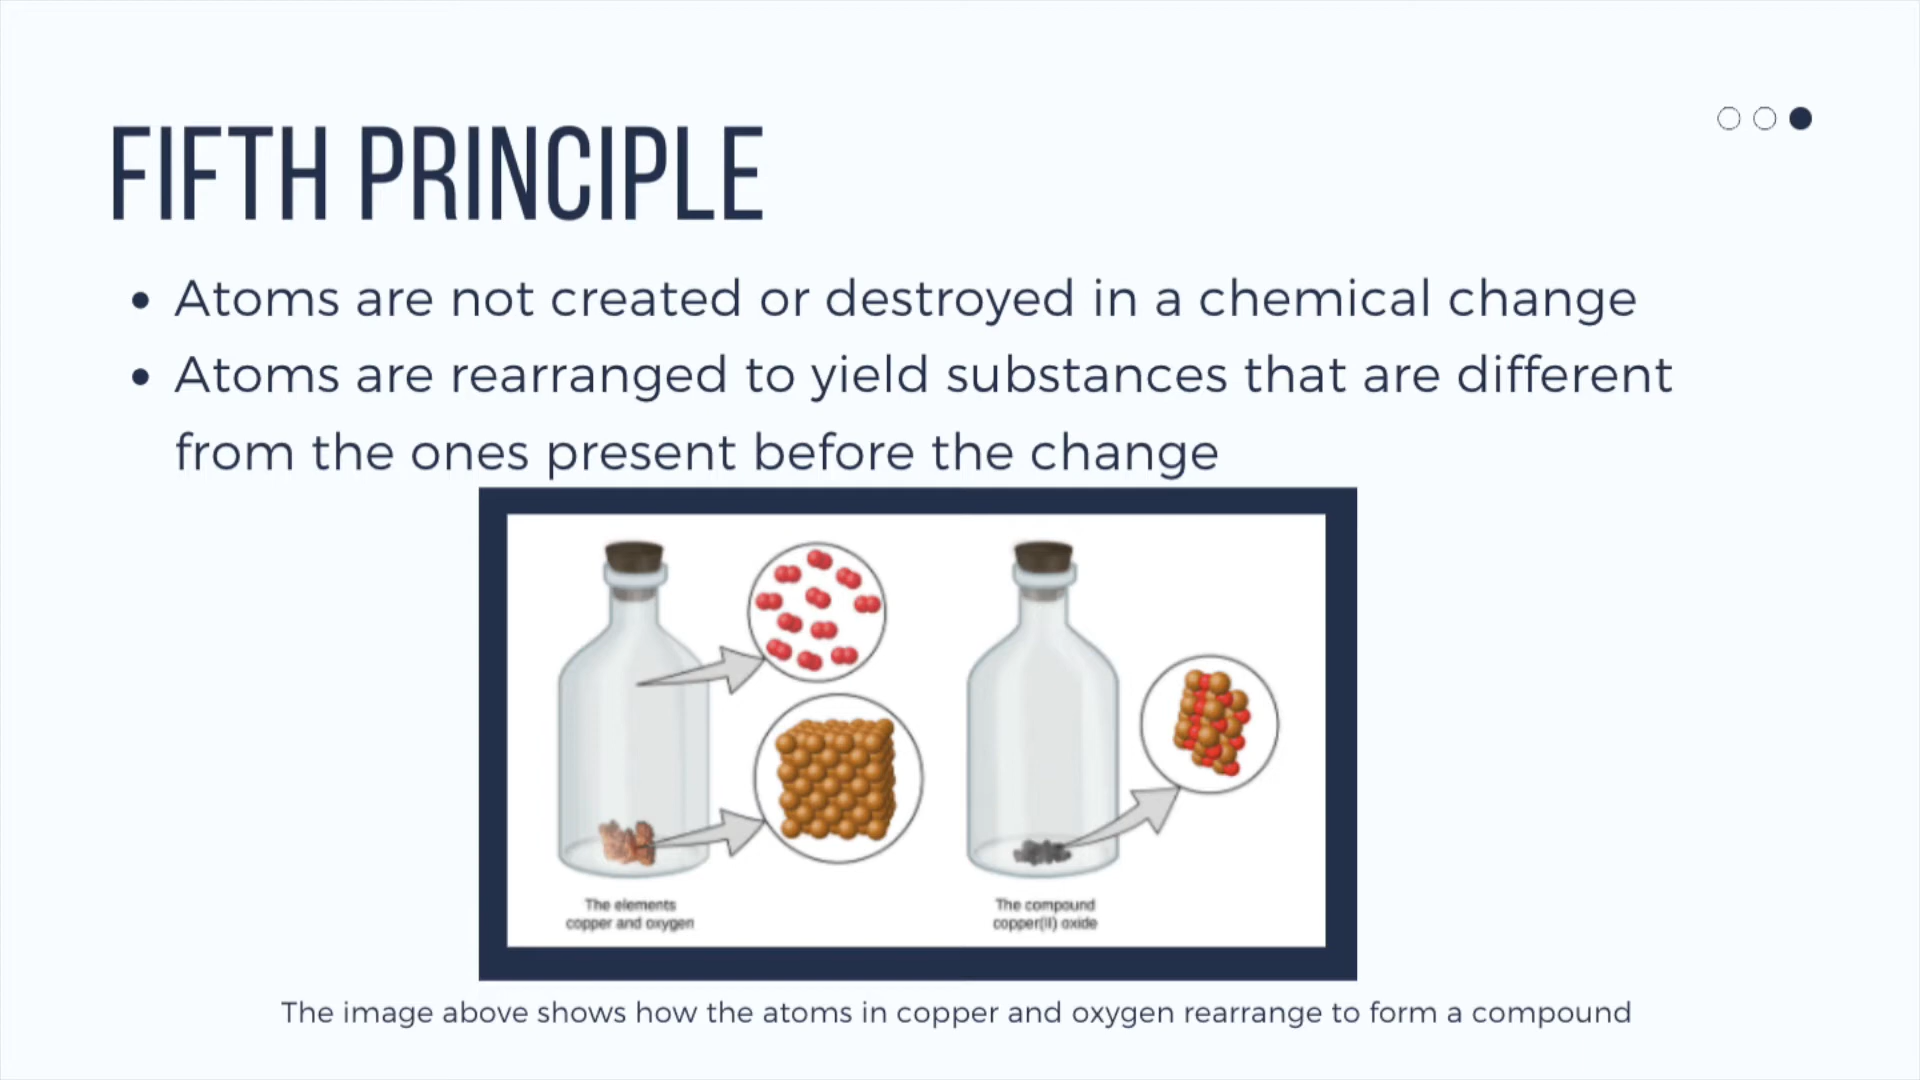 FIFTH PRINCIPLE
• Atoms are not created or destroyed in a chemical change
• Atoms are rearranged to yield substances that are different
from the ones present before the change
The elements
copper and oxygen
The compound
copper(II) oxide
The image above shows how the atoms in copper and oxygen rearrange to form a compound